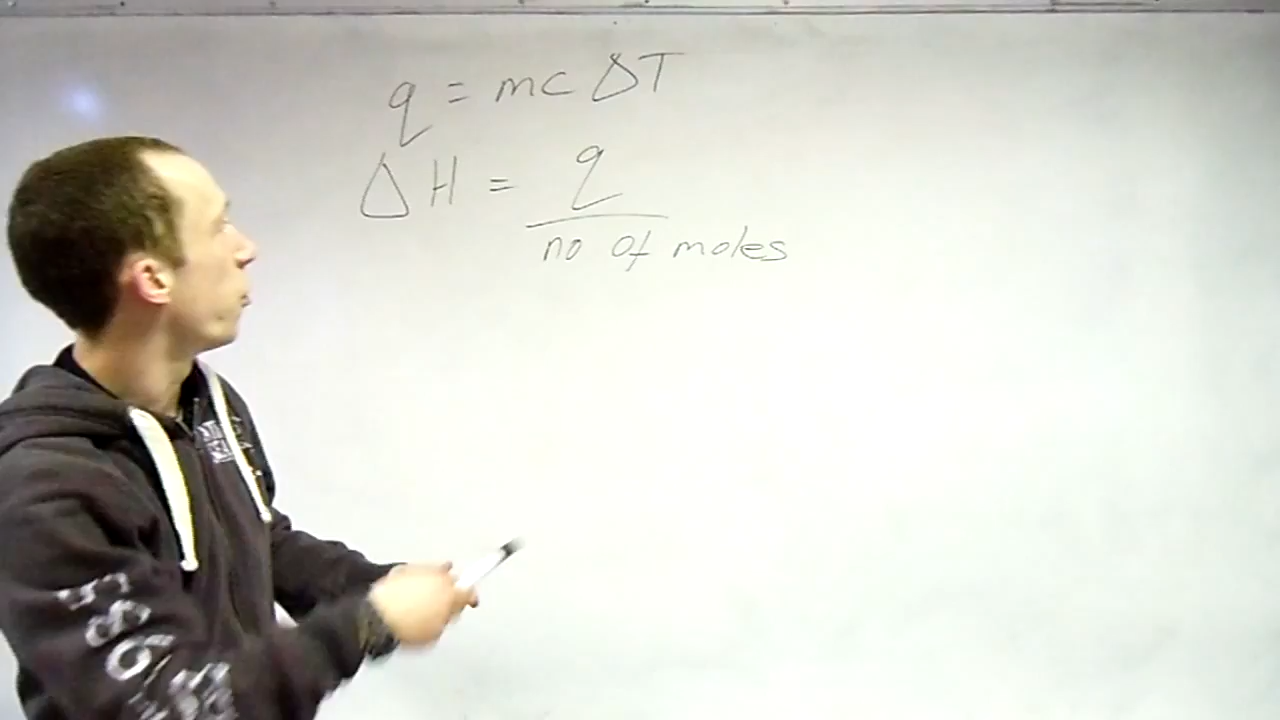 q = mc ΔT
ΔH = q
no of moles